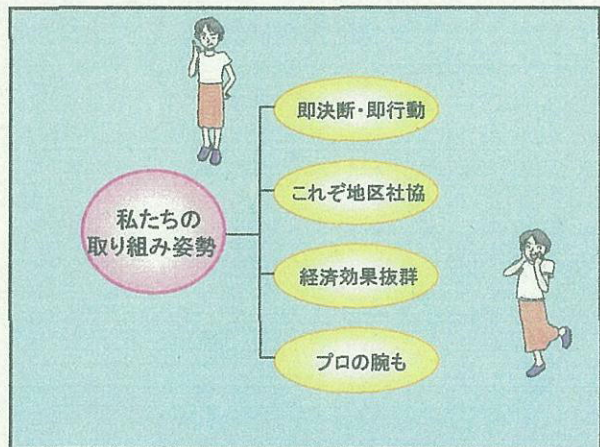 私たちの
取り組み姿勢
即決断・即行動
これぞ地区社協
経済効果抜群
プロの腕も